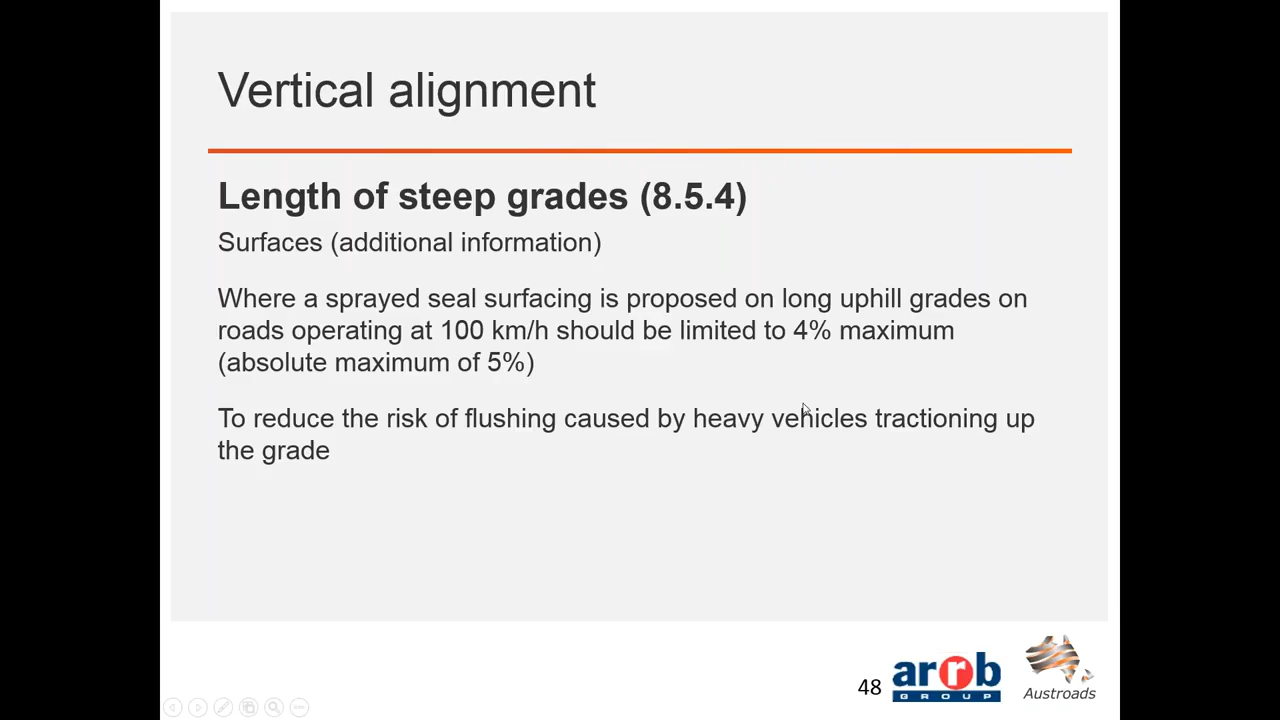 Vertical alignment
Length of steep grades (8.5.4)
Surfaces (additional information)
Where a sprayed seal surfacing is proposed on long uphill grades on
roads operating at 100 km/h should be limited to 4% maximum
(absolute maximum of 5%)
To reduce the risk of flushing caused by heavy vehicles tractioning up
the grade
48
arrb
GROUP
Austroads